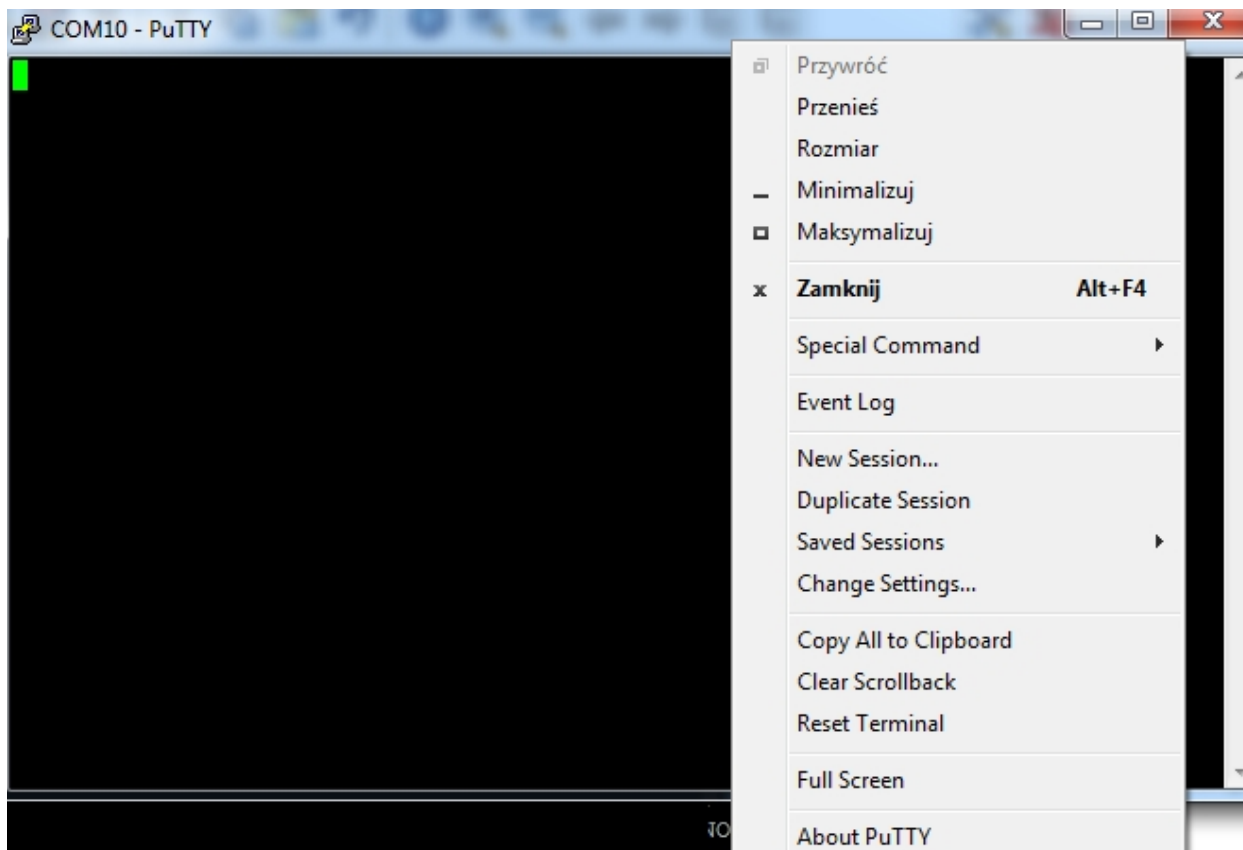 COM10 - PuTTY
Przywróć
Przenieś
Rozmiar
Minimalizuj
Maksymalizuj
Zamknij Alt+F4
Special Command
Event Log
New Session...
Duplicate Session
Saved Sessions
Change Settings...
Copy All to Clipboard
Clear Scrollback
Reset Terminal
Full Screen
About PuTTY